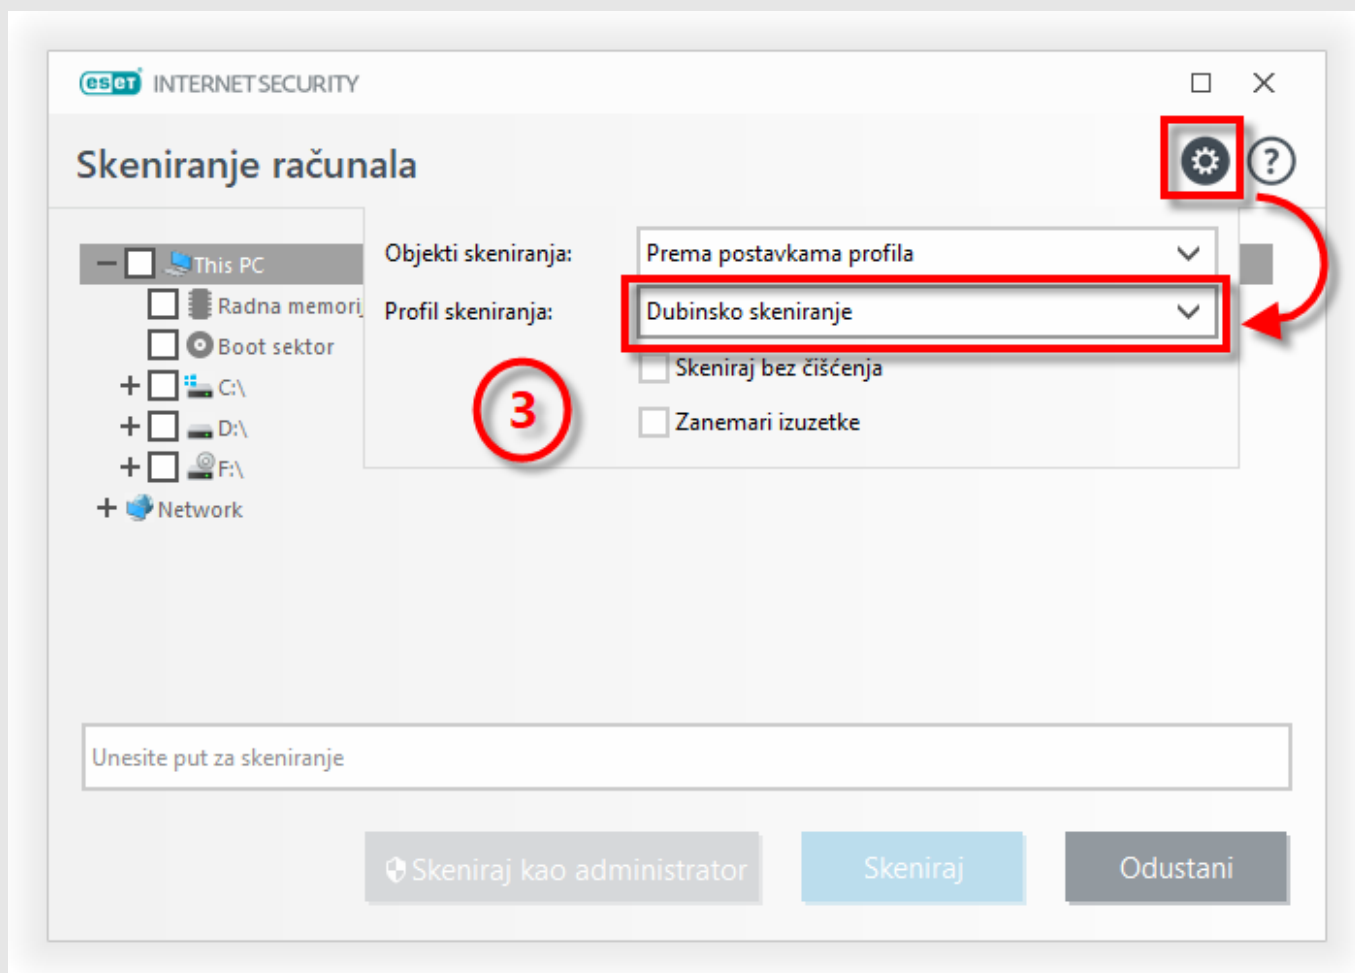 eset INTERNET SECURITY
Skeniranje računala
?
Objekti skeniranja: Prema postavkama profila
This PC
Profil skeniranja: Dubinsko skeniranje
Radna memorij
Boot sektor
Skeniraj bez čišćenja
C:\
3
Zanemari izuzetke
D:\
F:\
Network
Unesite put za skeniranje
Skeniraj kao administrator Skeniraj Odustani